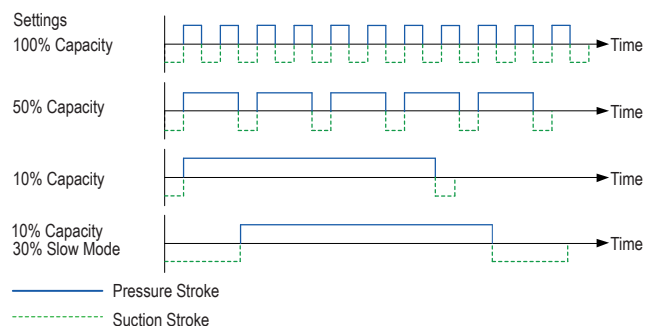 Settings
100% Capacity
Time
50% Capacity
Time
10% Capacity
Time
10% Capacity
30% Slow Mode
Time
Pressure Stroke
Suction Stroke